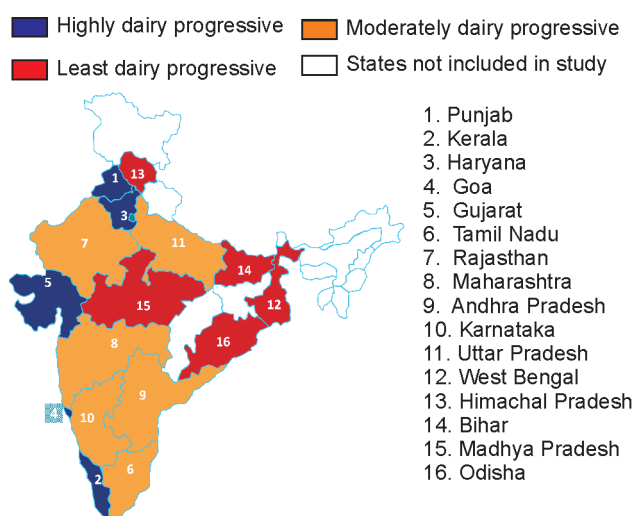 Highly dairy progressive
Moderately dairy progressive
Least dairy progressive
States not included in study
1. Punjab
2. Kerala
3. Haryana
4. Goa
5. Gujarat
6. Tamil Nadu
7. Rajasthan
8. Maharashtra
9. Andhra Pradesh
10. Karnataka
11. Uttar Pradesh
12. West Bengal
13. Himachal Pradesh
14. Bihar
15. Madhya Pradesh
16. Odisha
1
13
3
7
11
14
5
15
12
16
8
9
4
10
6
2